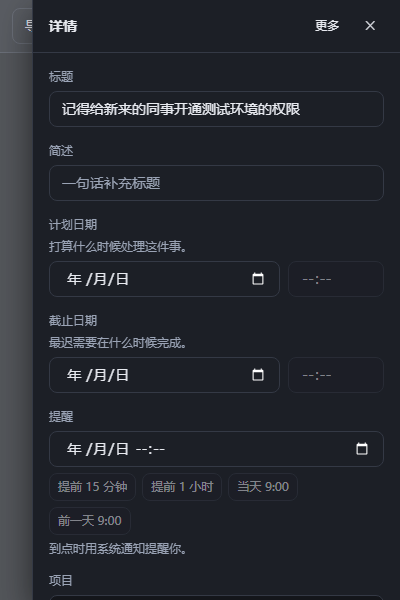 详情
更多
标题
记得给新来的同事开通测试环境的权限
简述
一句话补充标题
计划日期
打算什么时候处理这件事。
年 /月/日
--:--
截止日期
最迟需要在什么时候完成。
年 /月/日
--:--
提醒
年 /月/日 --:--
提前 15 分钟
提前 1 小时
当天 9:00
前一天 9:00
到点时用系统通知提醒你。
项目